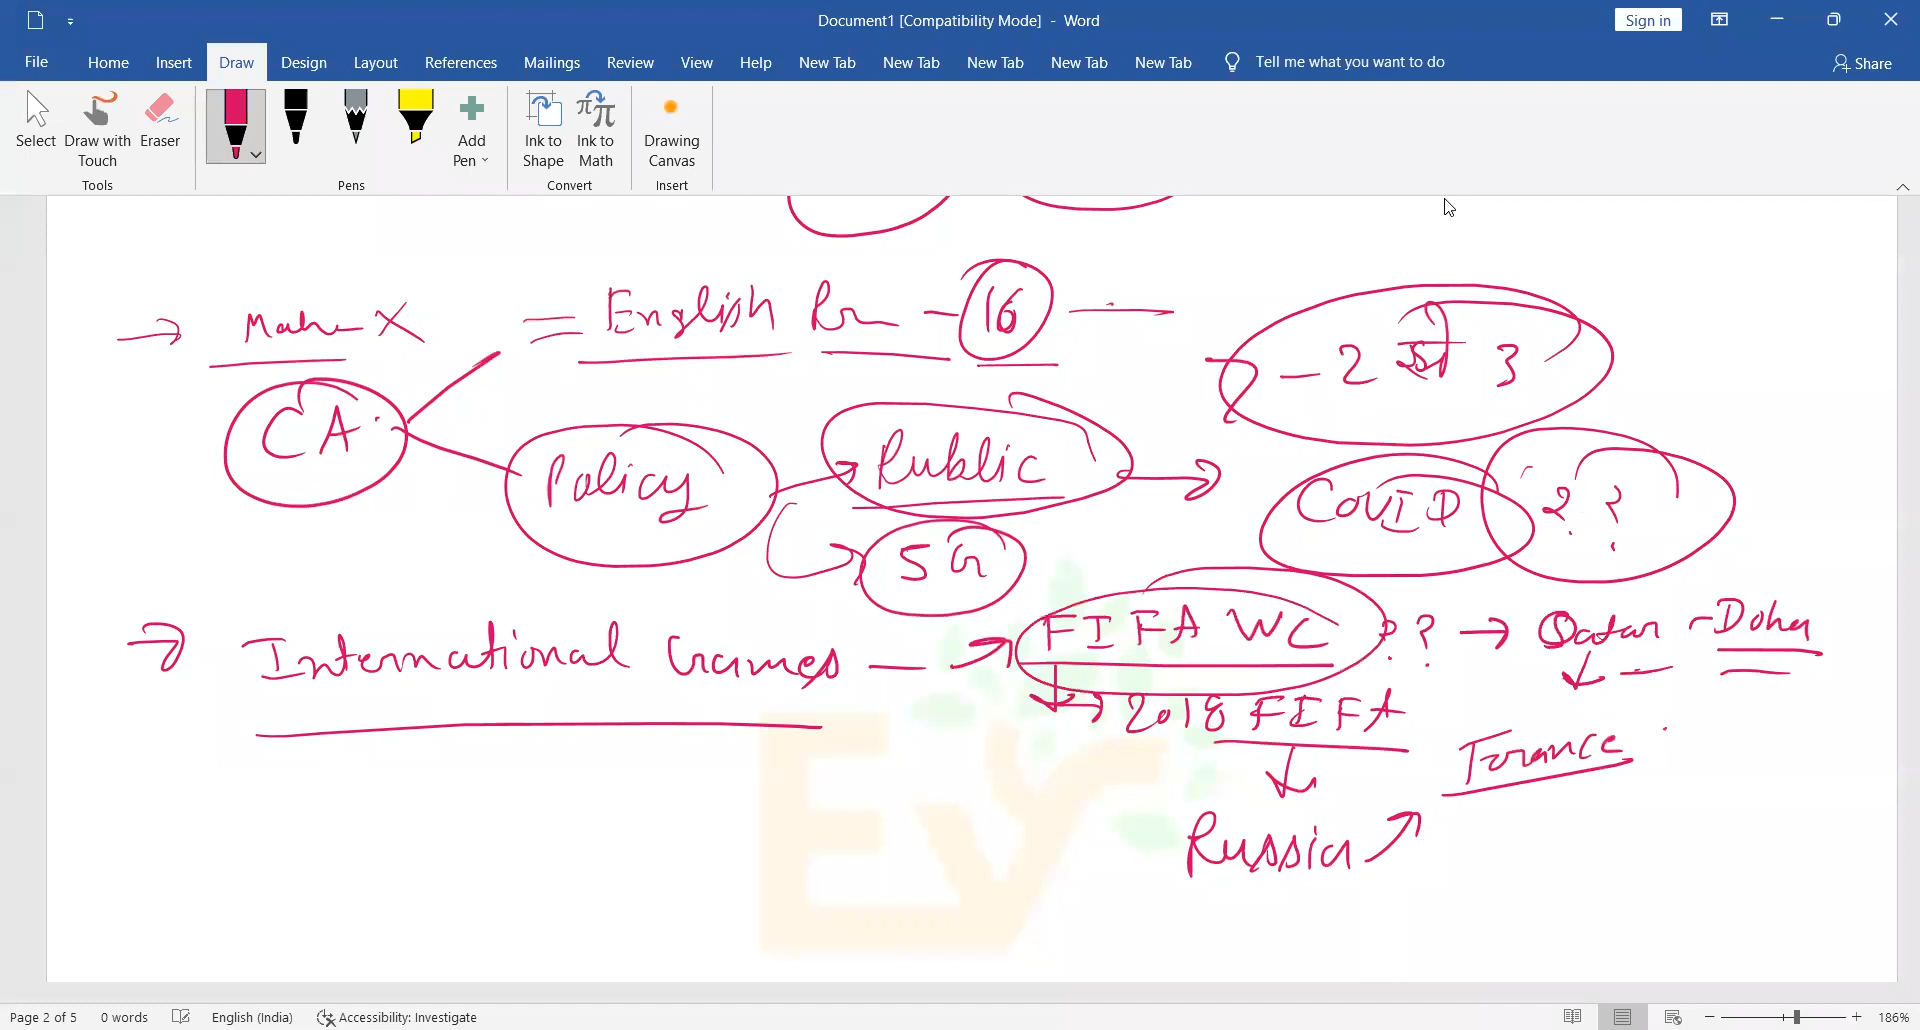 Document1 [Compatibility Mode] - Word
Sign in
File Home Insert Draw Design Layout References Mailings Review View Help New Tab New Tab New Tab New Tab New Tab Tell me what you want to do Share
Select Draw with Touch Eraser Add Pen Ink to Shape Ink to Math Drawing Canvas
Tools Pens Convert Insert
→ X = English - 16 —
- 2 3
CA Policy → Public → COVID ? ?
5G
→ International Games — → FIFA WC ?? → Qatar - Doha
→ 2018 FIFA
France
Russia
Ev
Page 2 of 5 0 words English (India) Accessibility: Investigate 186%